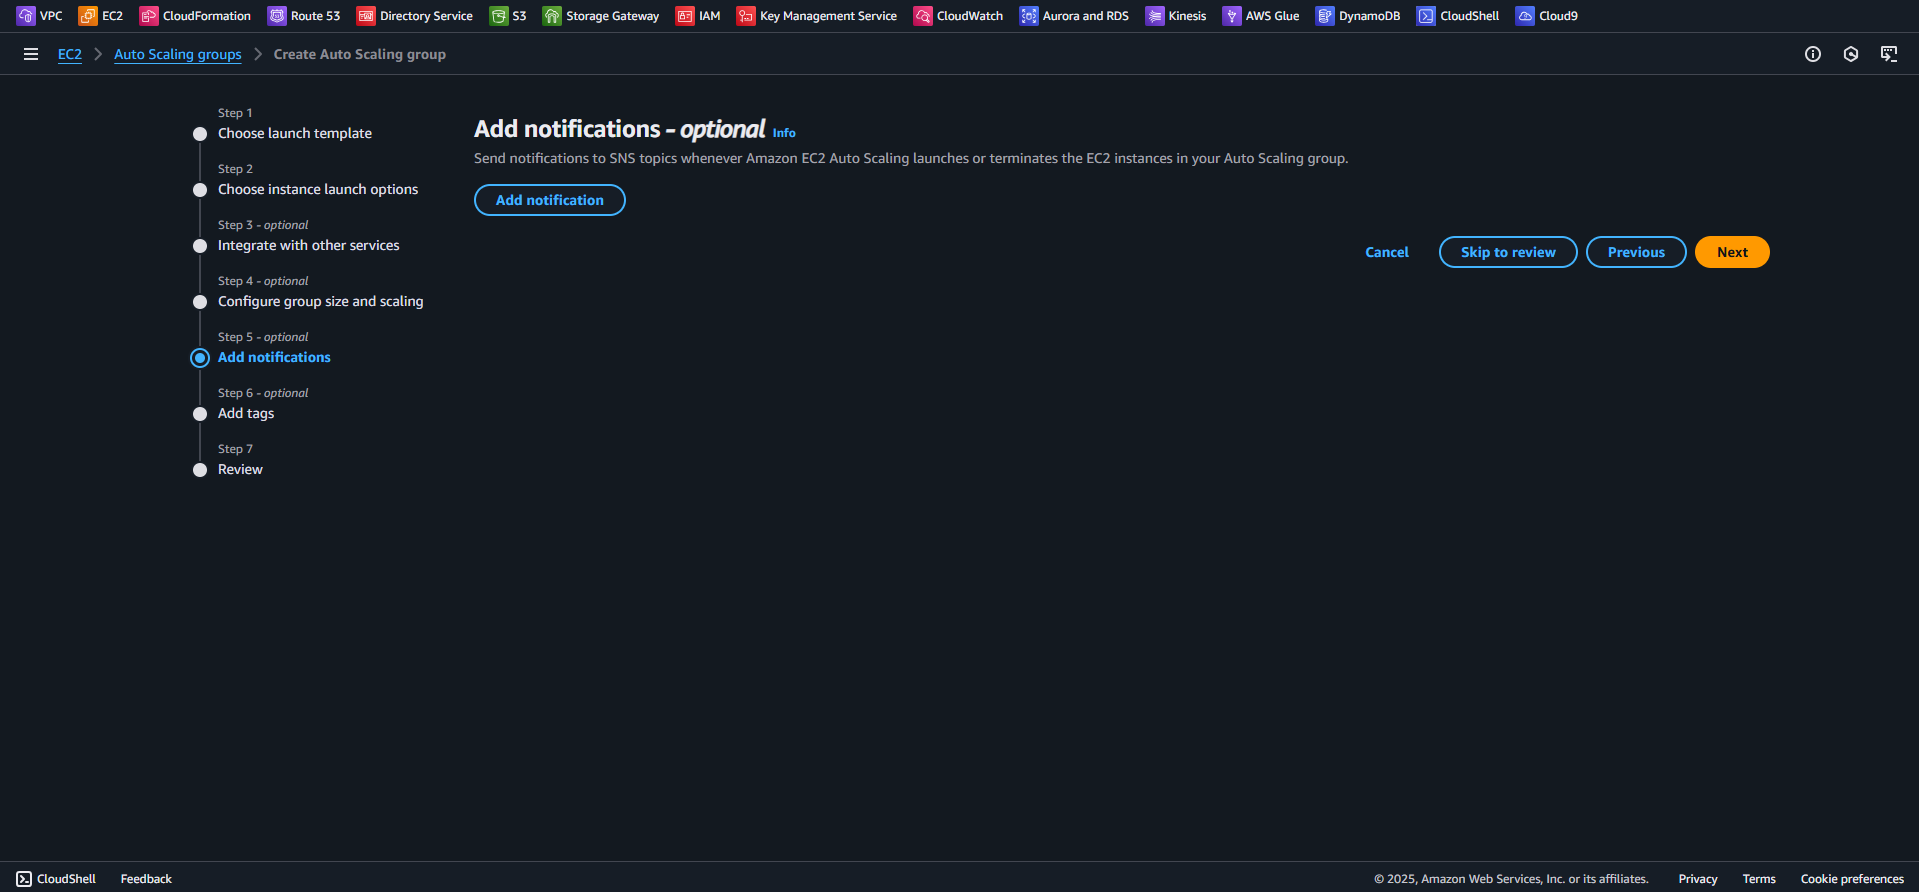 VPC EC2 CloudFormation Route 53 Directory Service S3 Storage Gateway IAM Key Management Service CloudWatch Aurora and RDS Kinesis AWS Glue DynamoDB CloudShell Cloud9
EC2 > Auto Scaling groups > Create Auto Scaling group
Step 1
Choose launch template
Step 2
Choose instance launch options
Step 3 - optional
Integrate with other services
Step 4 - optional
Configure group size and scaling
Step 5 - optional
Add notifications
Step 6 - optional
Add tags
Step 7
Review
Add notifications - optional Info
Send notifications to SNS topics whenever Amazon EC2 Auto Scaling launches or terminates the EC2 instances in your Auto Scaling group.
Add notification
Cancel Skip to review Previous Next
CloudShell Feedback © 2025, Amazon Web Services, Inc. or its affiliates. Privacy Terms Cookie preferences